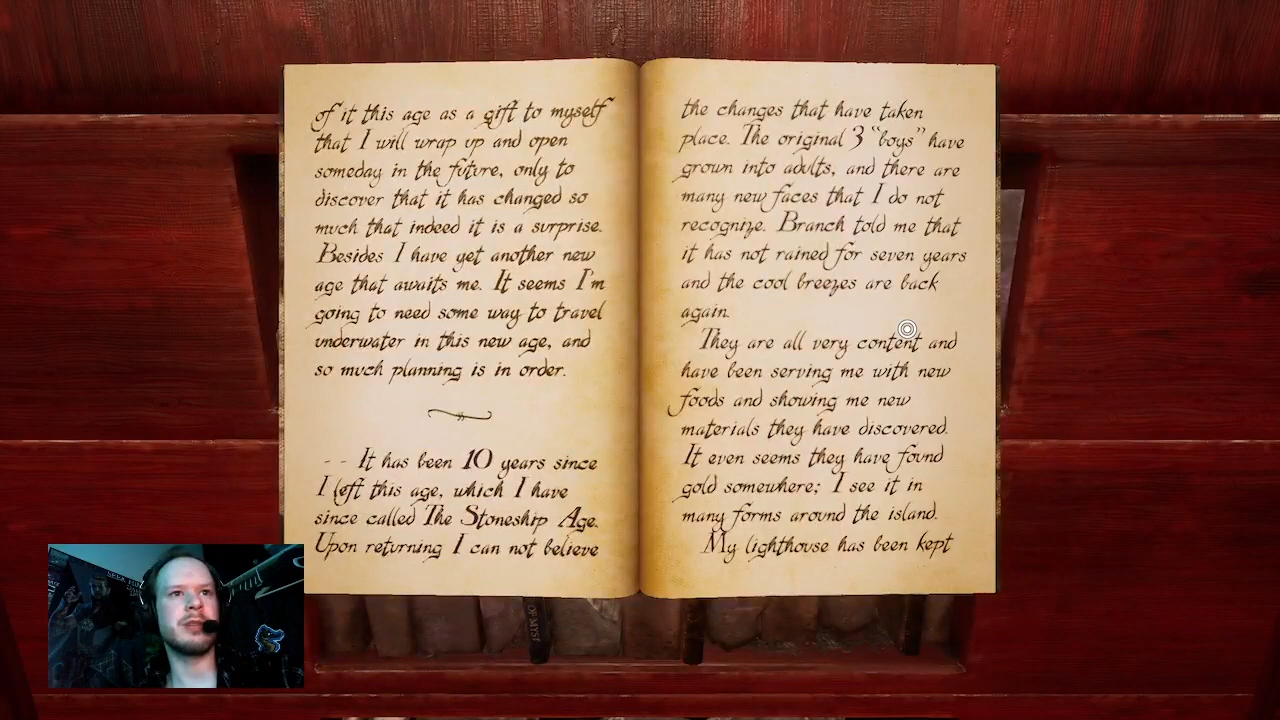 of it this age as a gift to myself
that I will wrap up and open
someday in the future, only to
discover that it has changed so
much that indeed it is a surprise.
Besides I have yet another new
age that awaits me. It seems I'm
going to need some way to travel
underwater in this new age, and
so much planning is in order.
- - It has been 10 years since
I left this age, which I have
since called The Stoneship Age.
Upon returning I can not believe
the changes that have taken
place. The original 3 "boys" have
grown into adults, and there are
many new faces that I do not
recognize. Branch told me that
it has not rained for seven years
and the cool breezes are back
again.
They are all very content and
have been serving me with new
foods and showing me new
materials they have discovered.
It even seems they have found
gold somewhere; I see it in
many forms around the island.
My lighthouse has been kept
OF MYST